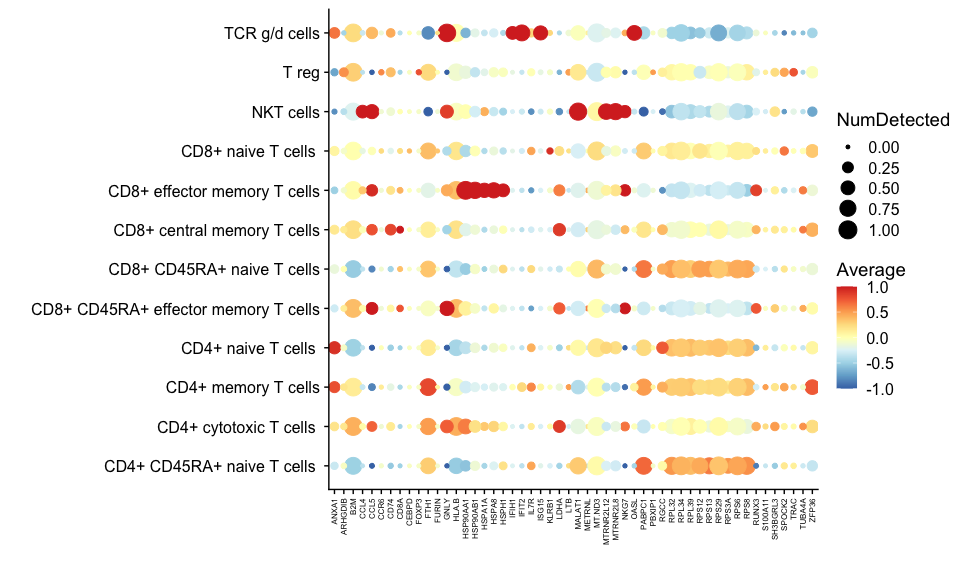 TCR g/d cells
T reg
NKT cells
CD8+ naive T cells
CD8+ effector memory T cells
CD8+ central memory T cells
CD8+ CD45RA+ naive T cells
CD8+ CD45RA+ effector memory T cells
CD4+ naive T cells
CD4+ memory T cells
CD4+ cytotoxic T cells
CD4+ CD45RA+ naive T cells
ANXA1
ARHGDIB
B2M
CCL4
CCL5
CCR6
CD74
CD8A
CEBPD
FOXP3
FTH1
FURIN
GNLY
HLA.B
HSP90AA1
HSP90AB1
HSPA1A
HSPA8
HSPH1
IFIH1
IFIT2
IL7R
ISG15
KLRB1
LDHA
LTB
MALAT1
METRNL
MT.ND3
MTRNR2L12
MTRNR2L8
NKG7
OASL
PABPC1
PBXIP1
RGCC
RPL32
RPL34
RPL39
RPS12
RPS13
RPS29
RPS3A
RPS6
RPS8
RUNX3
S100A11
SH3BGRL3
SPOCK2
TRAC
TUBA4A
ZFP36
NumDetected
0.00
0.25
0.50
0.75
1.00
Average
1.0
0.5
0.0
-0.5
-1.0